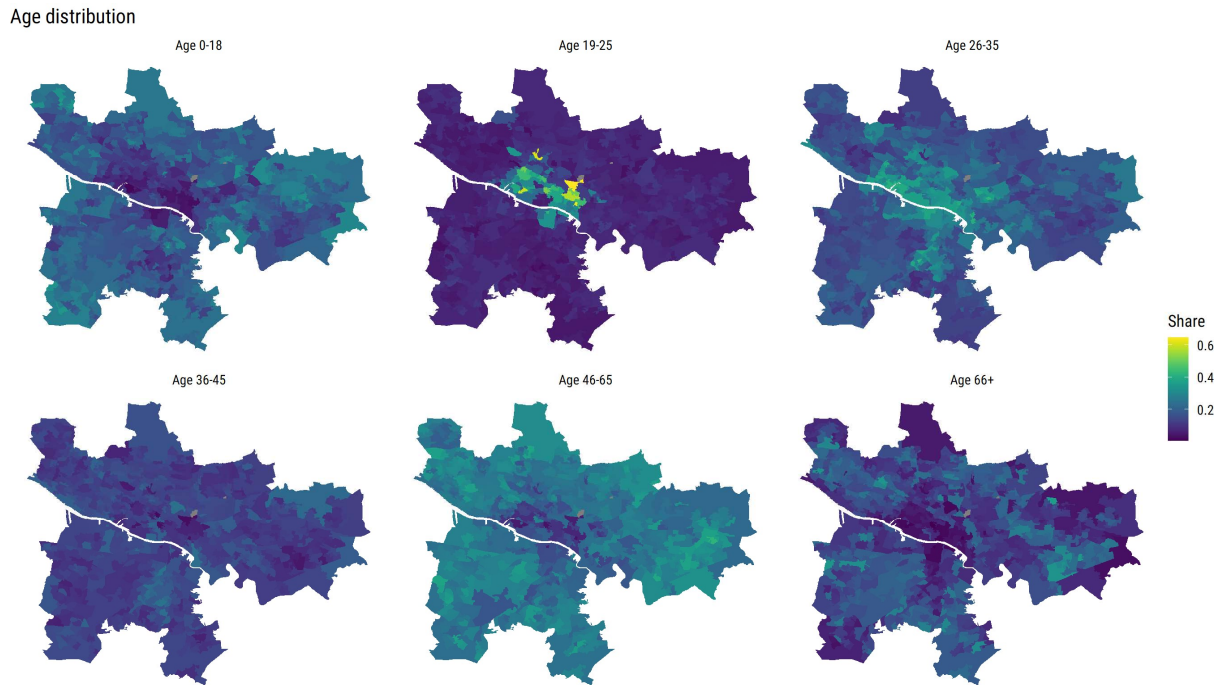 Age distribution
Age 0-18
Age 19-25
Age 26-35
Age 36-45
Age 46-65
Age 66+
Share
0.6
0.4
0.2